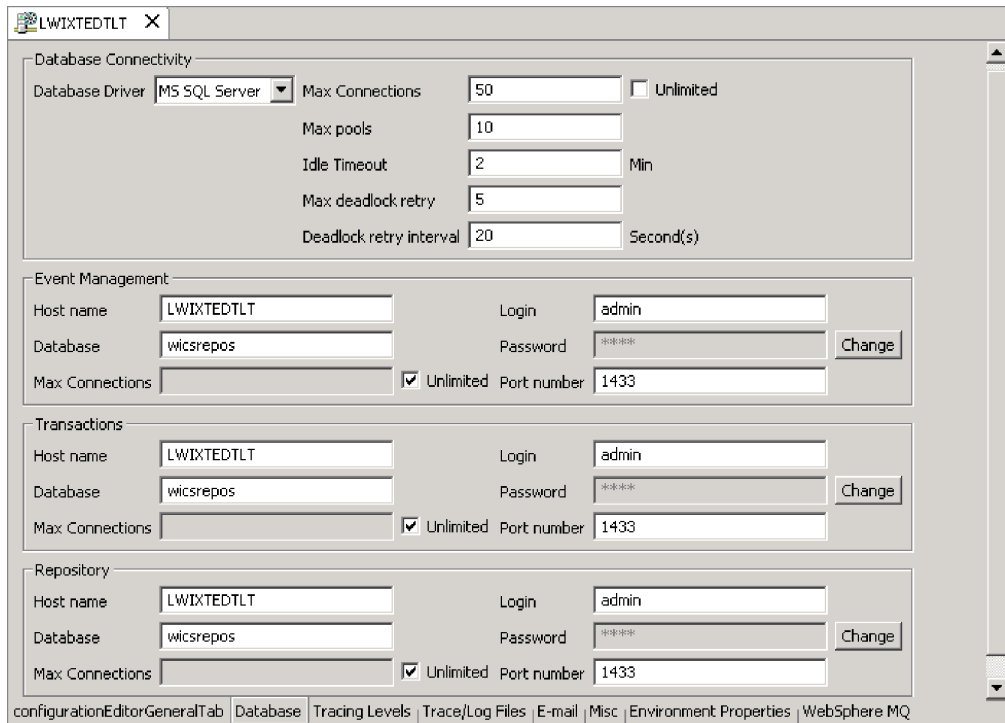 LWIXTEDTLT
Database Connectivity
Database Driver MS SQL Server Max Connections 50 Unlimited
Max pools 10
Idle Timeout 2 Min
Max deadlock retry 5
Deadlock retry interval 20 Second(s)
Event Management
Host name LWIXTEDTLT Login admin
Database wicsrepos Password **** Change
Max Connections Unlimited Port number 1433
Transactions
Host name LWIXTEDTLT Login admin
Database wicsrepos Password **** Change
Max Connections Unlimited Port number 1433
Repository
Host name LWIXTEDTLT Login admin
Database wicsrepos Password **** Change
Max Connections Unlimited Port number 1433
configurationEditorGeneralTab Database Tracing Levels Trace/Log Files E-mail Misc Environment Properties WebSphere MQ